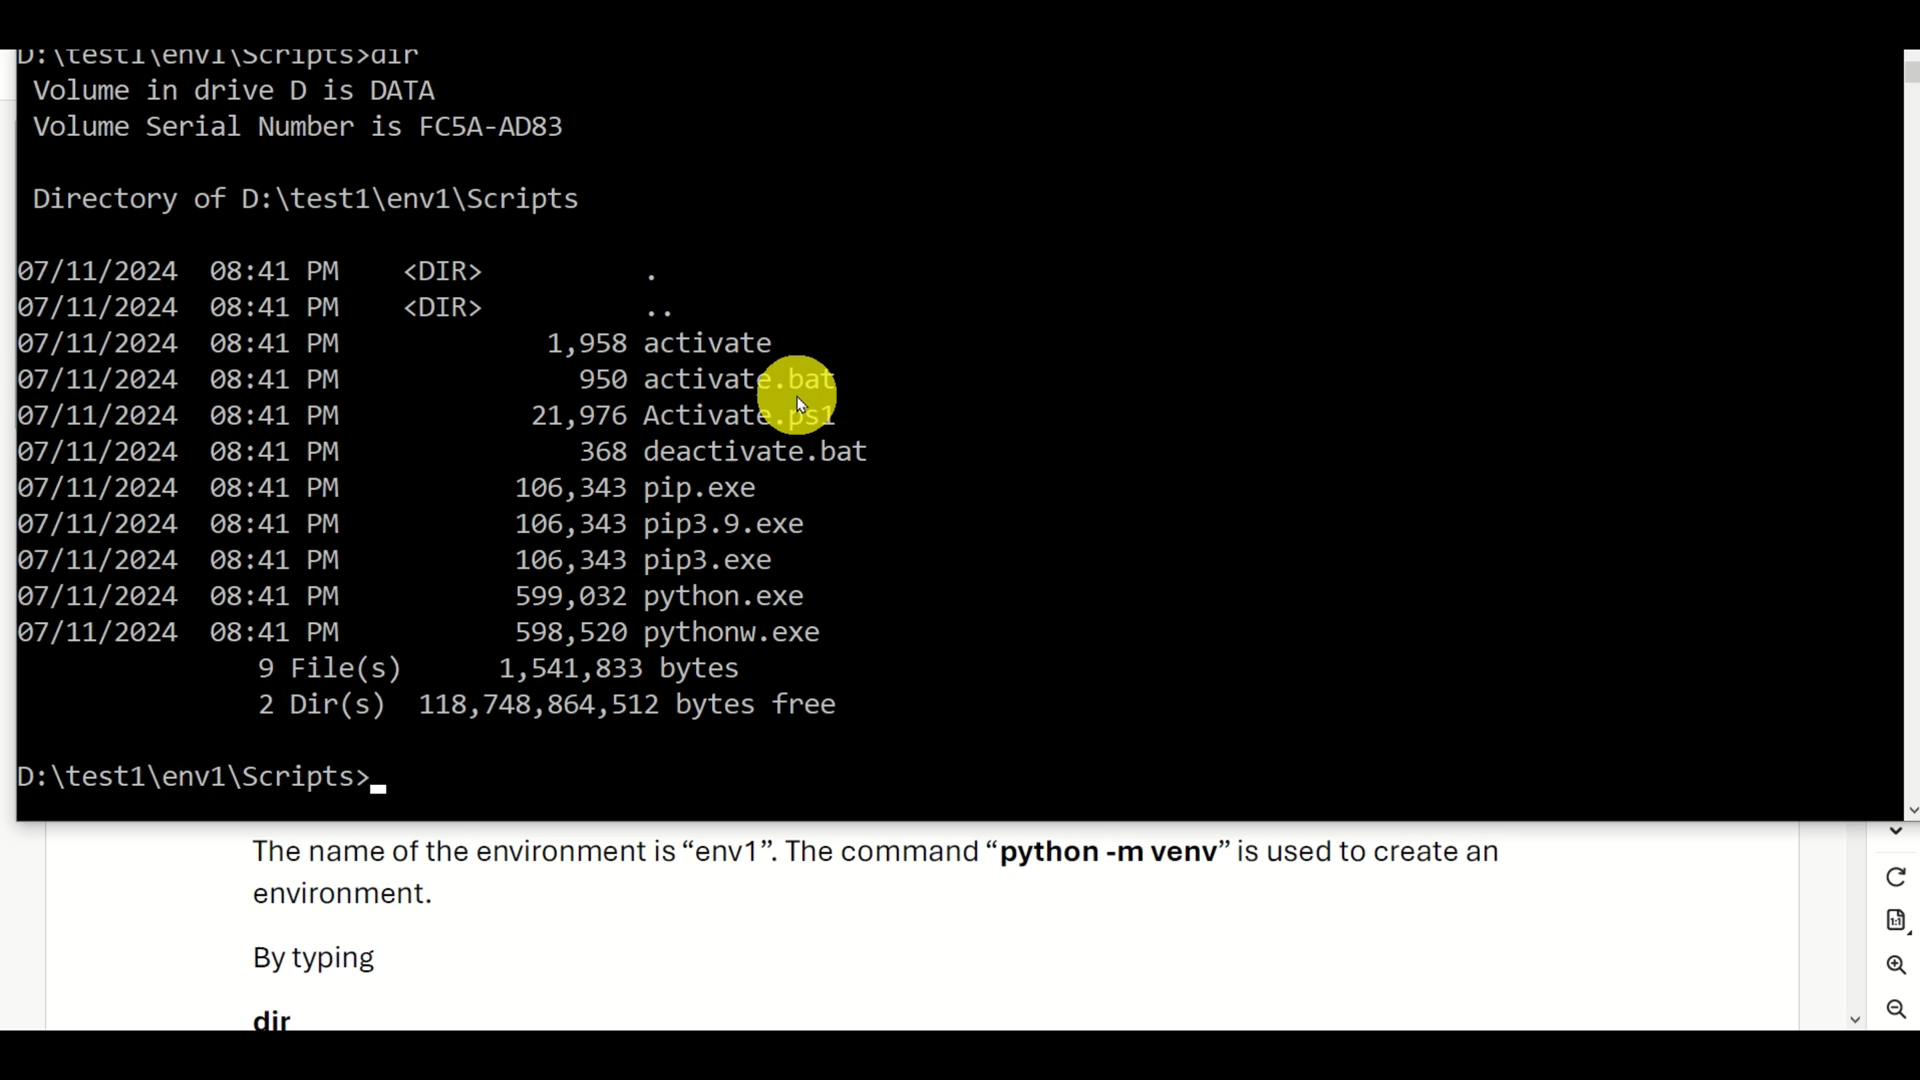 D:\test1\env1\Scripts>dir
Volume in drive D is DATA
Volume Serial Number is FC5A-AD83
Directory of D:\test1\env1\Scripts
07/11/2024  08:41 PM    <DIR>          .
07/11/2024  08:41 PM    <DIR>          ..
07/11/2024  08:41 PM             1,958 activate
07/11/2024  08:41 PM               950 activate.bat
07/11/2024  08:41 PM            21,976 Activate.ps1
07/11/2024  08:41 PM               368 deactivate.bat
07/11/2024  08:41 PM           106,343 pip.exe
07/11/2024  08:41 PM           106,343 pip3.9.exe
07/11/2024  08:41 PM           106,343 pip3.exe
07/11/2024  08:41 PM           599,032 python.exe
07/11/2024  08:41 PM           598,520 pythonw.exe
9 File(s)      1,541,833 bytes
2 Dir(s)  118,748,864,512 bytes free
D:\test1\env1\Scripts>
The name of the environment is “env1”. The command “python -m venv” is used to create an
environment.
By typing
dir